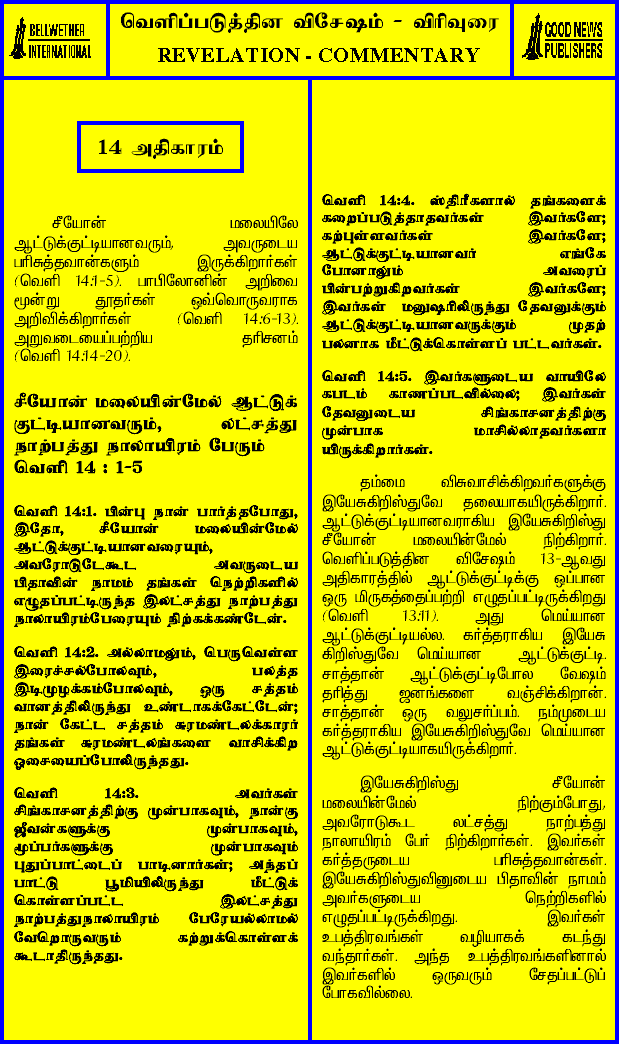 BELLWETHER
INTERNATIONAL
வெளிப்படுத்தின விசேஷம் - விரிவுரை
REVELATION - COMMENTARY
GOOD NEWS
PUBLISHERS
14 அதிகாரம்
சீயோன் மலையிலே
ஆட்டுக்குட்டியானவரும், அவருடைய
பரிசுத்தவான்களும் இருக்கிறார்கள்
(வெளி 14:1-5). பாபிலோனின் அறிவை
மூன்று தூதர்கள் ஒவ்வொருவராக
அறிவிக்கிறார்கள் (வெளி 14:6-13).
அறுவடையைப்பற்றிய தரிசனம்
(வெளி 14:14-20).
சீயோன் மலையின்மேல் ஆட்டுக்
குட்டியானவரும், லட்சத்து
நாற்பத்து நாலாயிரம் பேரும்
வெளி 14 : 1-5
வெளி 14:1. பின்பு நான் பார்த்தபோது,
இதோ, சீயோன் மலையின்மேல்
ஆட்டுக்குட்டியானவரையும்,
அவரோடுடேகூட அவருடைய
பிதாவின் நாமம் தங்கள் நெற்றிகளில்
எழுதப்பட்டிருந்த இலட்சத்து நாற்பத்து
நாலாயிரம்பேரையும் நிற்கக்கண்டேன்.
வெளி 14:2. அல்லாமலும், பெருவெள்ள
இரைச்சல்போலவும், பலத்த
இடிமுழக்கம்போலவும், ஒரு சத்தம்
வானத்திலிருந்து உண்டாகக்கேட்டேன்;
நான் கேட்ட சத்தம் சுரமண்டலக்காரர்
தங்கள் சுரமண்டலங்களை வாசிக்கிற
ஓசையைப்போலிருந்தது.
வெளி 14:3. அவர்கள்
சிங்காசனத்திற்கு முன்பாகவும், நான்கு
ஜீவன்களுக்கு முன்பாகவும்,
மூப்பர்களுக்கு முன்பாகவும்
புதுப்பாட்டைப் பாடினார்கள்; அந்தப்
பாட்டு பூமியிலிருந்து மீட்டுக்
கொள்ளப்பட்ட இலட்சத்து
நாற்பத்துநாலாயிரம் பேரேயல்லாமல்
வேறொருவரும் கற்றுக்கொள்ளக்
கூடாதிருந்தது.
வெளி 14:4. ஸ்திரீகளால் தங்களைக்
கறைப்படுத்தாதவர்கள் இவர்களே;
கற்புள்ளவர்கள் இவர்களே;
ஆட்டுக்குட்டியானவர் எங்கே
போனாலும் அவரைப்
பின்பற்றுகிறவர்கள் இவர்களே;
இவர்கள் மனுஷரிலிருந்து தேவனுக்கும்
ஆட்டுக்குட்டியானவருக்கும் முதற்
பலனாக மீட்டுக்கொள்ளப் பட்டவர்கள்.
வெளி 14:5. இவர்களுடைய வாயிலே
கபடம் காணப்படவில்லை; இவர்கள்
தேவனுடைய சிங்காசனத்திற்கு
முன்பாக மாசில்லாதவர்களா
யிருக்கிறார்கள்.
தம்மை விசுவாசிக்கிறவர்களுக்கு
இயேசுகிறிஸ்துவே தலையாகயிருக்கிறார்.
ஆட்டுக்குட்டியானவராகிய இயேசுகிறிஸ்து
சீயோன் மலையின்மேல் நிற்கிறார்.
வெளிப்படுத்தின விசேஷம் 13-ஆவது
அதிகாரத்தில் ஆட்டுக்குட்டிக்கு ஒப்பான
ஒரு மிருகத்தைப்பற்றி எழுதப்பட்டிருக்கிறது
(வெளி 13:11). அது மெய்யான
ஆட்டுக்குட்டியல்ல. கர்த்தராகிய இயேசு
கிறிஸ்துவே மெய்யான ஆட்டுக்குட்டி.
சாத்தான் ஆட்டுக்குட்டிபோல வேஷம்
தரித்து ஜனங்களை வஞ்சிக்கிறான்.
சாத்தான் ஒரு வலுசர்ப்பம். நம்முடைய
கர்த்தராகிய இயேசுகிறிஸ்துவே மெய்யான
ஆட்டுக்குட்டியாகயிருக்கிறார்.
இயேசுகிறிஸ்து சீயோன்
மலையின்மேல் நிற்கும்போது,
அவரோடுகூட லட்சத்து நாற்பத்து
நாலாயிரம் பேர் நிற்கிறார்கள். இவர்கள்
கர்த்தருடைய பரிசுத்தவான்கள்.
இயேசுகிறிஸ்துவினுடைய பிதாவின் நாமம்
அவர்களுடைய நெற்றிகளில்
எழுதப்பட்டிருக்கிறது. இவர்கள்
உபத்திரவங்கள் வழியாகக் கடந்து
வந்தார்கள். அந்த உபத்திரவங்களினால்
இவர்களில் ஒருவரும் சேதப்பட்டுப்
போகவில்லை.